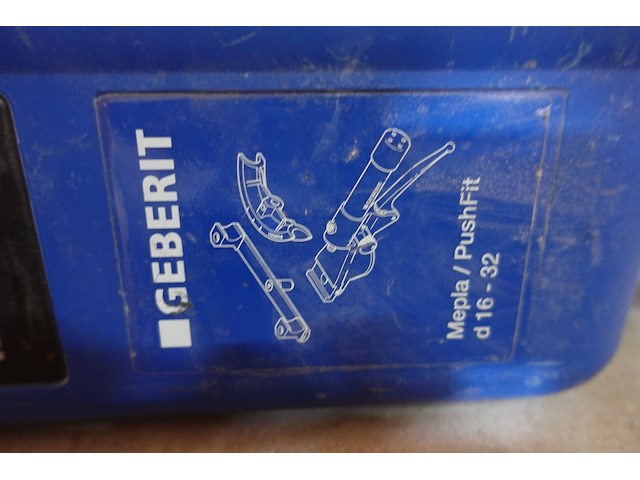 GEBERIT
Mepla / PushFit
d 16 - 32